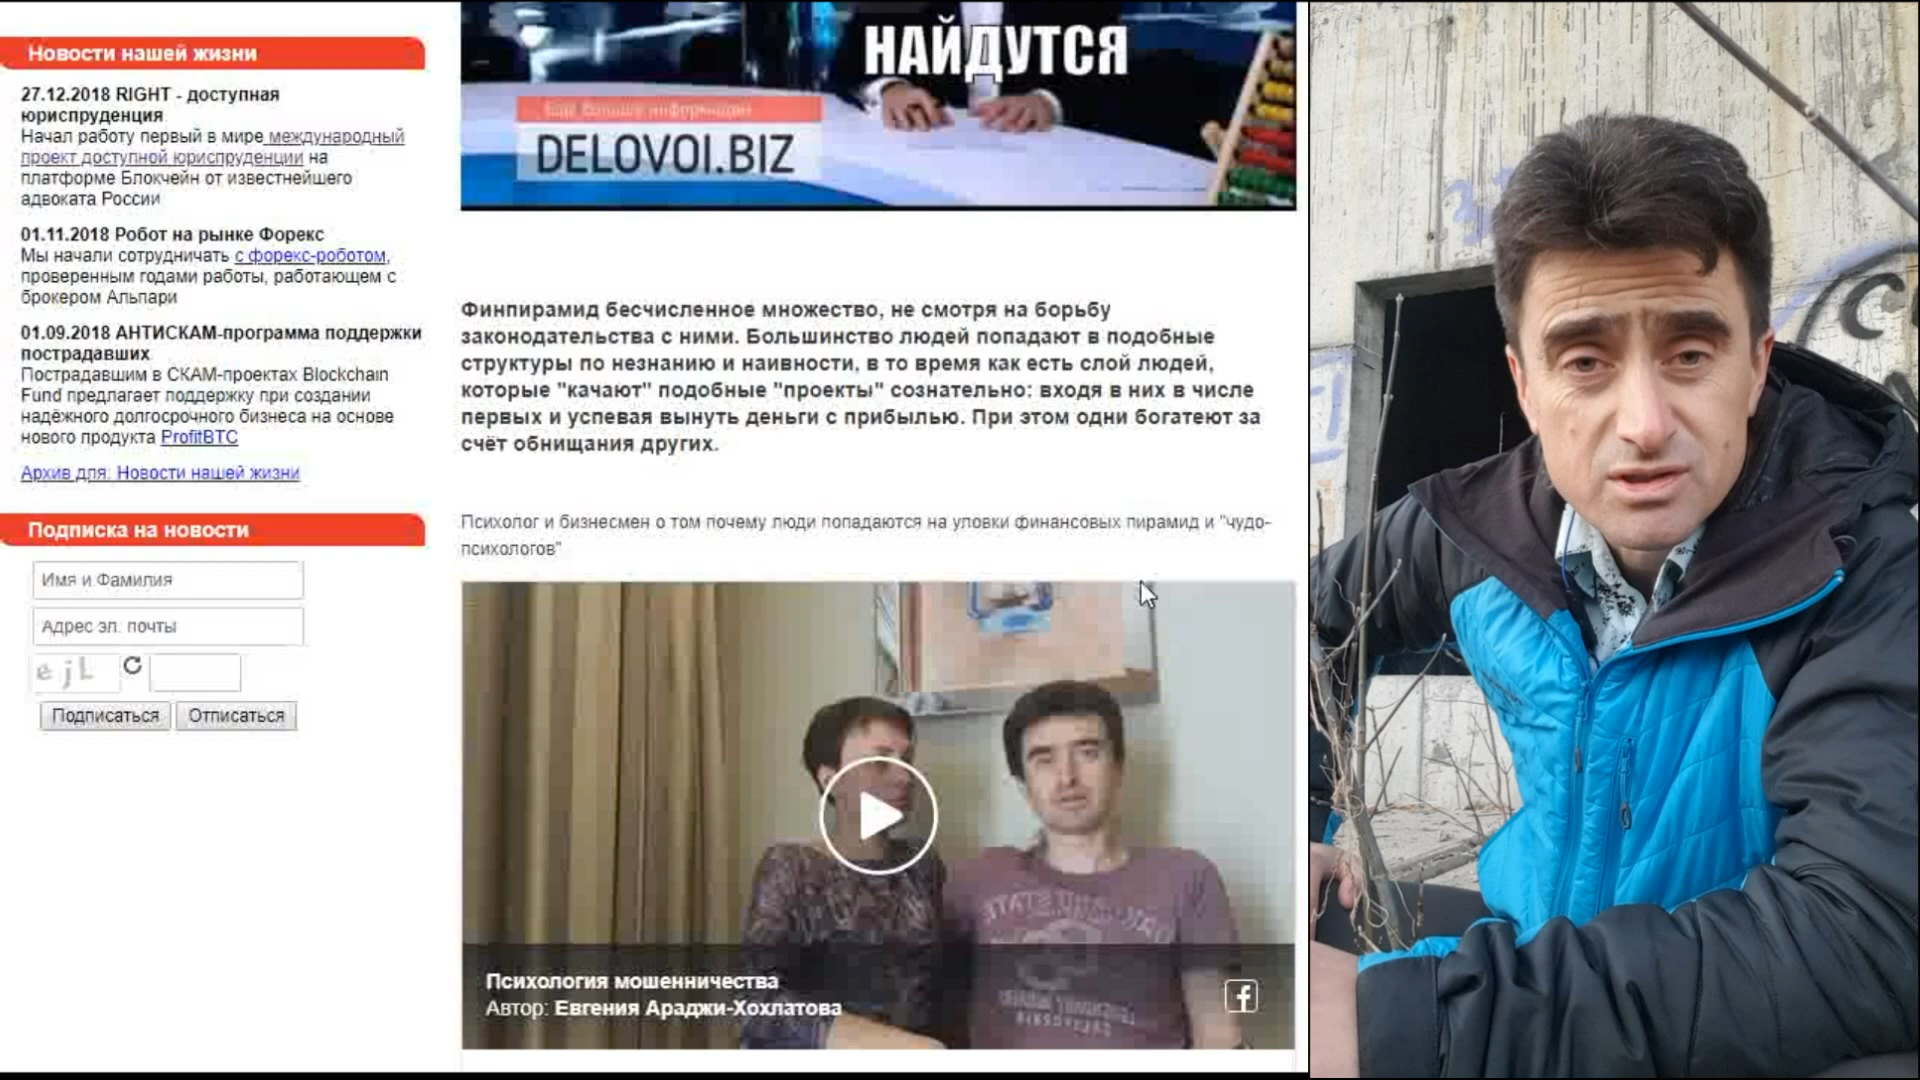 Новости нашей жизни
27.12.2018 RIGHT - доступная
юриспруденция
Начал работу первый в мире международный
проект доступной юриспруденции на
платформе Блокчейн от известнейшего
адвоката России
01.11.2018 Робот на рынке Форекс
Мы начали сотрудничать с форекс-роботом,
проверенным годами работы, работающем с
брокером Альпари
01.09.2018 АНТИСКАМ-программа поддержки
пострадавших
Пострадавшим в СКАМ-проектах Blockchain
Fund предлагает поддержку при создании
надёжного долгосрочного бизнеса на основе
нового продукта ProfitBTC
Архив для: Новости нашей жизни
Подписка на новости
Имя и Фамилия
Адрес эл. почты
ejL
Подписаться Отписаться
НАЙДУТСЯ
Еще больше информации
DELOVOI.BIZ
Финпирамид бесчисленное множество, не смотря на борьбу
законодательства с ними. Большинство людей попадают в подобные
структуры по незнанию и наивности, в то время как есть слой людей,
которые "качают" подобные "проекты" сознательно: входя в них в числе
первых и успевая вынуть деньги с прибылью. При этом одни богатеют за
счёт обнищания других.
Психолог и бизнесмен о том почему люди попадаются на уловки финансовых пирамид и "чудо-
психологов"
Психология мошенничества
Автор: Евгения Араджи-Хохлатова